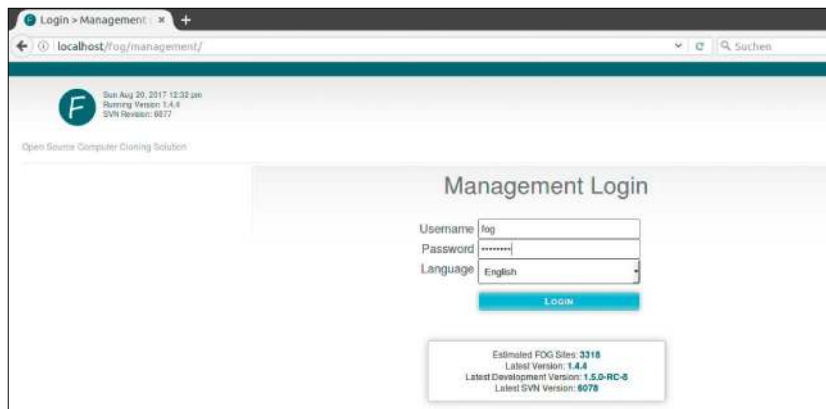 Login > Management
localhost/fog/management/
Suchen
Sun Aug 20, 2017 12:32 pm
Running Version 1.4.4
SVN Revision: 6077
Open Source Computer Cloning Solution
Management Login
Username fog
Password ••••••••
Language English
LOGIN
Estimated FOG Sites: 3318
Latest Version: 1.4.4
Latest Development Version: 1.5.0-RC-8
Latest SVN Version: 6078